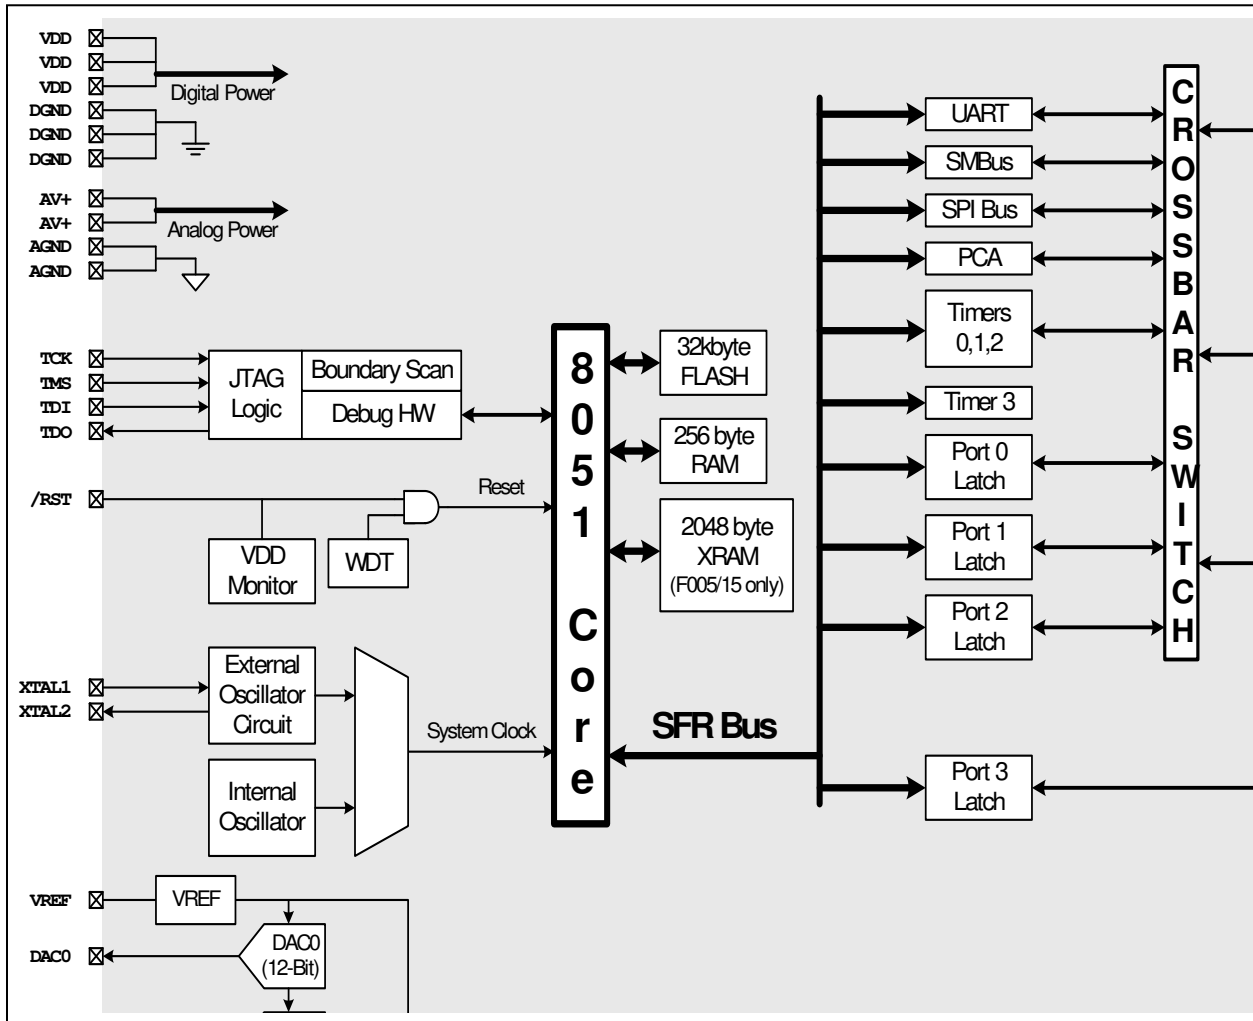 VDD
VDD
VDD
Digital Power
DGND
DGND
DGND
AV+
AV+
Analog Power
AGND
AGND
TCK
TMS
TDI
TDO
JTAG
Logic
Boundary Scan
Debug HW
/RST
Reset
VDD
Monitor
WDT
XTAL1
XTAL2
External
Oscillator
Circuit
Internal
Oscillator
System Clock
VREF
VREF
DAC0
DAC0
(12-Bit)
8051 Core
32kbyte
FLASH
256 byte
RAM
2048 byte
XRAM
(F005/15 only)
SFR Bus
UART
SMBus
SPI Bus
PCA
Timers
0,1,2
Timer 3
Port 0
Latch
Port 1
Latch
Port 2
Latch
Port 3
Latch
CROSSBAR SWITCH